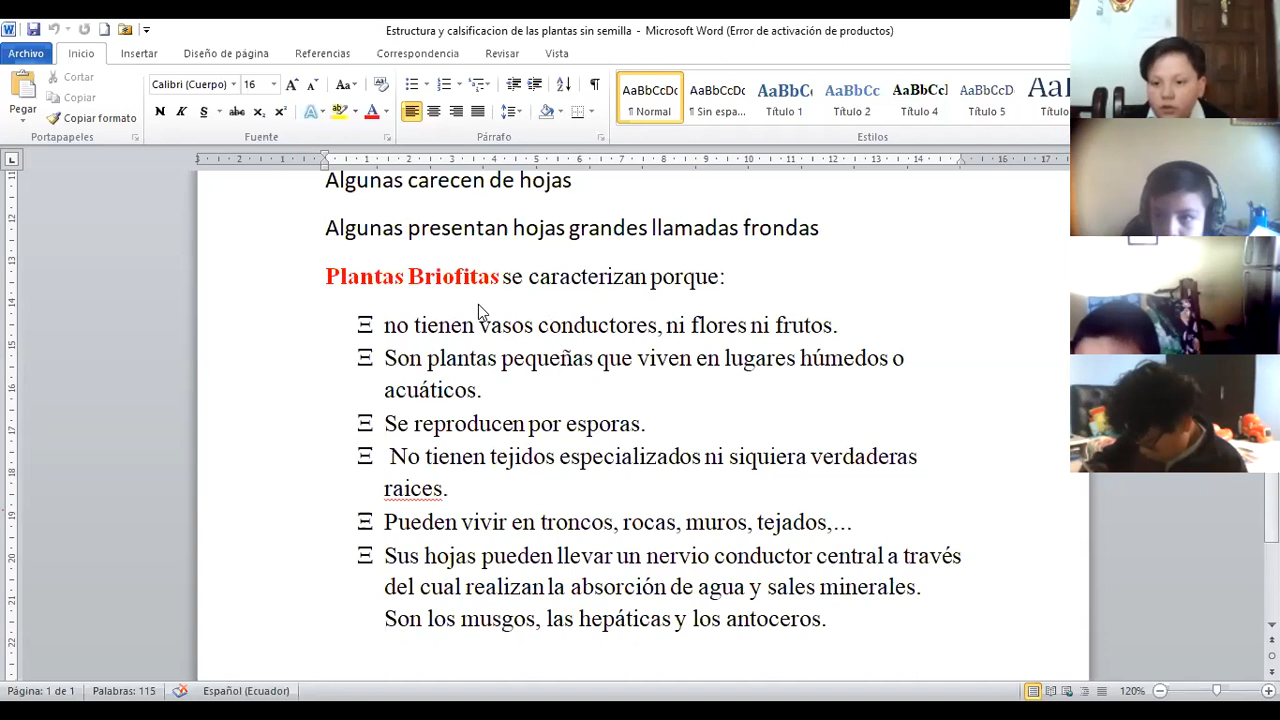 Estructura y calsificacion de las plantas sin semilla - Microsoft Word (Error de activación de productos)
Archivo Inicio Insertar Diseño de página Referencias Correspondencia Revisar Vista
Cortar
Copiar
Copiar formato
Pegar
Portapapeles
Calibri (Cuerpo) 16
Fuente
Párrafo
AaBbCcDc AaBbCcDc AaBbC AaBbCc AaBbCcI AaBbCcDc AaB
¶ Normal ¶ Sin espa... Título 1 Título 2 Título 4 Título 5 Título
Estilos
Algunas carecen de hojas
Algunas presentan hojas grandes llamadas frondas
Plantas Briofitas se caracterizan porque:
Ξ no tienen vasos conductores, ni flores ni frutos.
Ξ Son plantas pequeñas que viven en lugares húmedos o
acuáticos.
Ξ Se reproducen por esporas.
Ξ No tienen tejidos especializados ni siquiera verdaderas
raices.
Ξ Pueden vivir en troncos, rocas, muros, tejados,...
Ξ Sus hojas pueden llevar un nervio conductor central a través
del cual realizan la absorción de agua y sales minerales.
Son los musgos, las hepáticas y los antoceros.
Página: 1 de 1 Palabras: 115 Español (Ecuador) 120%